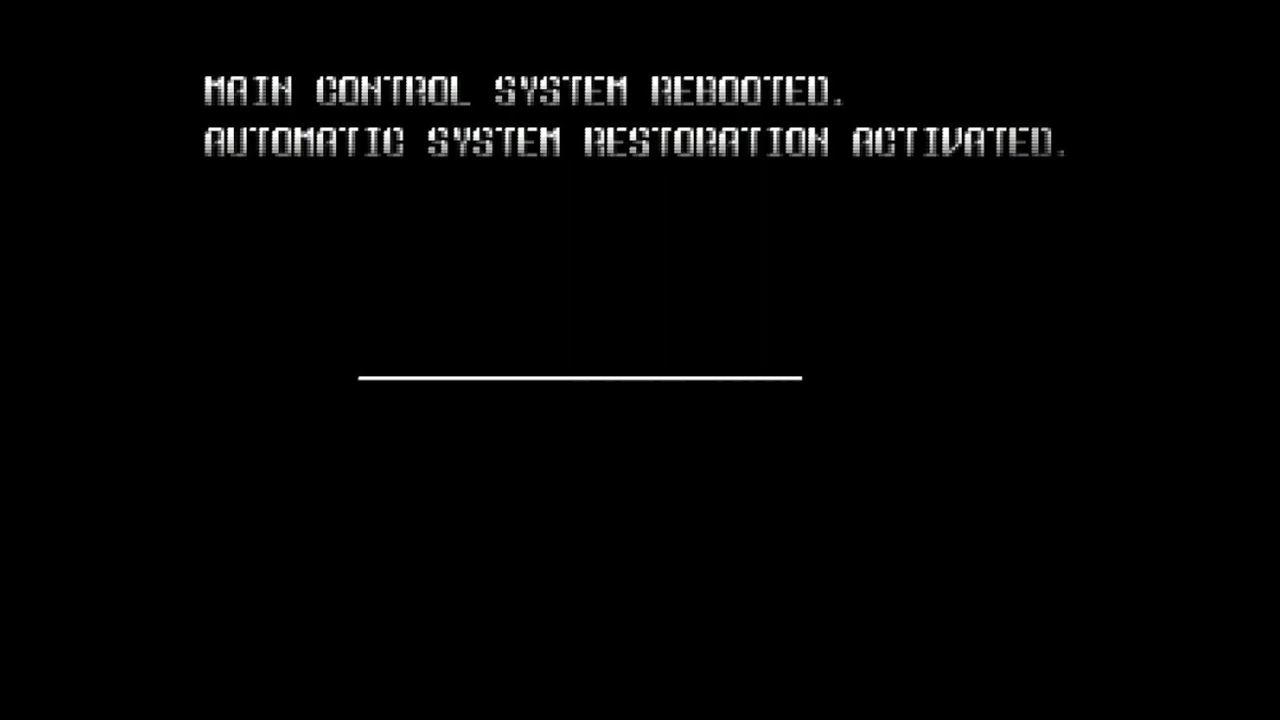 MAIN CONTROL SYSTEM REBOOTED.
AUTOMATIC SYSTEM RESTORATION ACTIVATED.